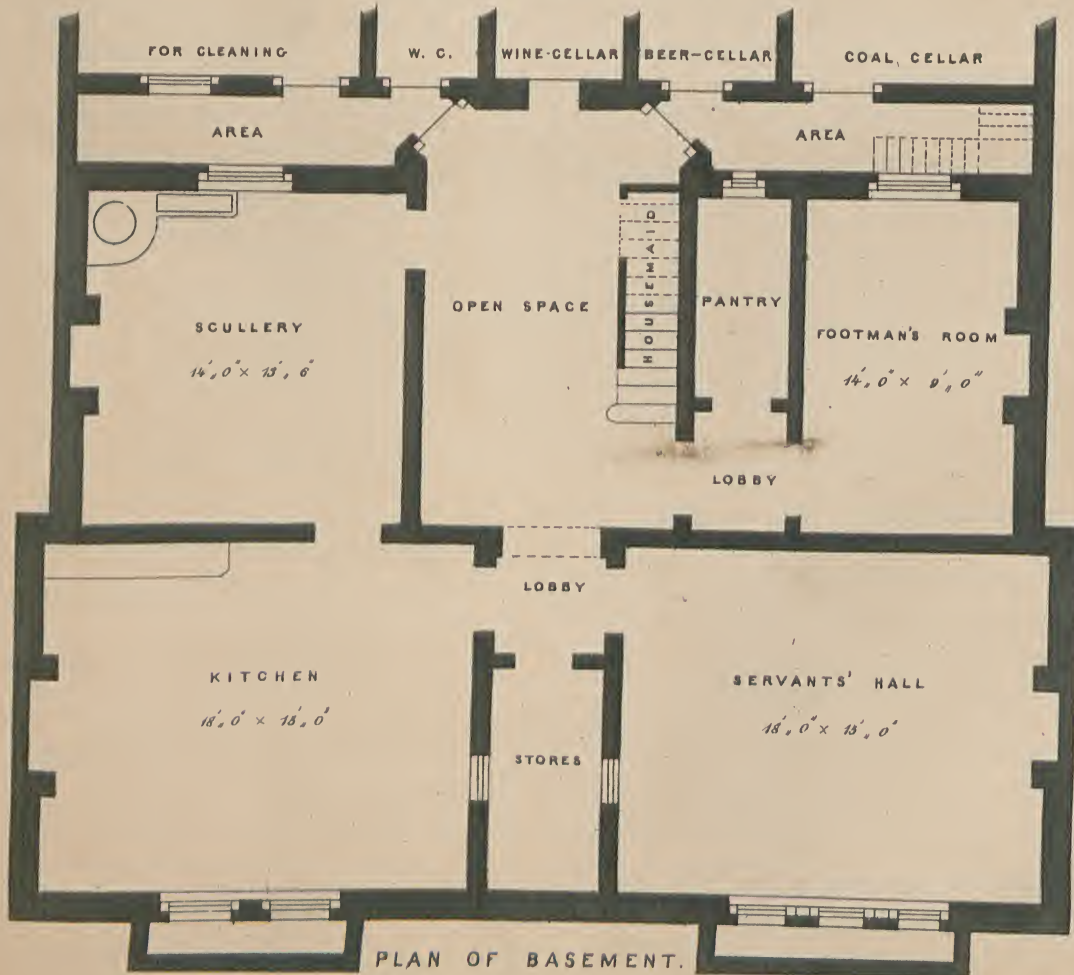 FOR CLEANING
W. C.
WINE-CELLAR
BEER-CELLAR
COAL CELLAR
AREA
AREA
HOUSEMAID
OPEN SPACE
PANTRY
SCULLERY
14', 0" × 13', 6"
FOOTMAN'S ROOM
14', 0" × 9', 0"
LOBBY
LOBBY
KITCHEN
18', 0" × 15', 0"
SERVANTS' HALL
18', 0" × 15', 0"
STORES
PLAN OF BASEMENT.